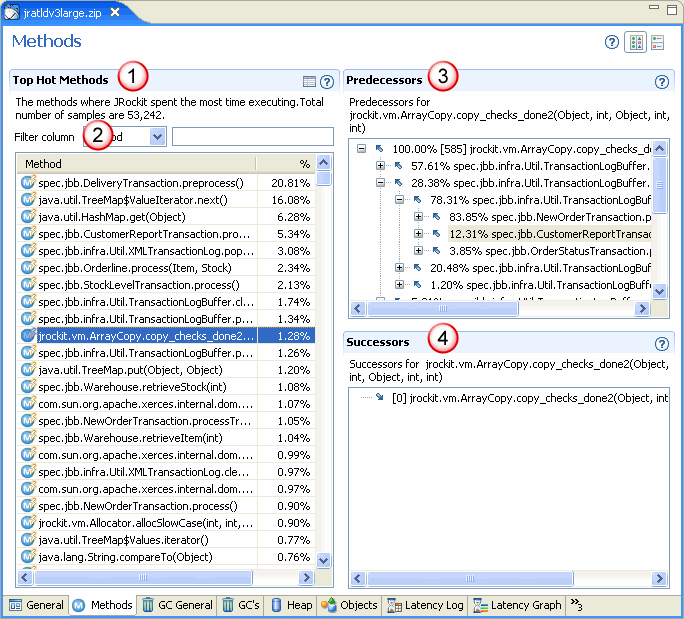 jratldv3large.zip
Methods
Top Hot Methods 1
The methods where JRockit spent the most time executing.Total
number of samples are 53,242.
Filter column 2
Method %
spec.jbb.DeliveryTransaction.preprocess() 20.81%
java.util.TreeMap$ValueIterator.next() 16.08%
java.util.HashMap.get(Object) 6.28%
spec.jbb.CustomerReportTransaction.pro... 5.34%
spec.jbb.infra.Util.XMLTransactionLog.pop... 3.08%
spec.jbb.Orderline.process(Item, Stock) 2.34%
spec.jbb.StockLevelTransaction.process() 2.13%
spec.jbb.infra.Util.TransactionLogBuffer.cl... 1.74%
spec.jbb.infra.Util.TransactionLogBuffer.p... 1.34%
jrockit.vm.ArrayCopy.copy_checks_done2... 1.28%
spec.jbb.infra.Util.TransactionLogBuffer.p... 1.26%
java.util.TreeMap.put(Object, Object) 1.20%
spec.jbb.Warehouse.retrieveStock(int) 1.08%
com.sun.org.apache.xerces.internal.dom.... 1.07%
spec.jbb.NewOrderTransaction.processTr... 1.05%
spec.jbb.Warehouse.retrieveItem(int) 1.04%
com.sun.org.apache.xerces.internal.dom.... 0.99%
spec.jbb.infra.Util.XMLTransactionLog.cle... 0.97%
com.sun.org.apache.xerces.internal.dom.... 0.97%
spec.jbb.NewOrderTransaction.process() 0.90%
jrockit.vm.Allocator.allocSlowCase(int, int,... 0.90%
java.util.TreeMap$Values.iterator() 0.77%
java.lang.String.compareTo(Object) 0.76%
Predecessors 3
Predecessors for
jrockit.vm.ArrayCopy.copy_checks_done2(Object, int, Object, int,
int)
100.00% [585] jrockit.vm.ArrayCopy.copy_checks_do
57.61% spec.jbb.infra.Util.TransactionLogBuffer.
28.38% spec.jbb.infra.Util.TransactionLogBuffer.
78.31% spec.jbb.infra.Util.TransactionLogBuf
83.85% spec.jbb.NewOrderTransaction.p
12.31% spec.jbb.CustomerReportTransac
3.85% spec.jbb.OrderStatusTransaction.p
20.48% spec.jbb.infra.Util.TransactionLogBuf
1.20% spec.jbb.infra.Util.TransactionLogBuf
Successors 4
Successors for jrockit.vm.ArrayCopy.copy_checks_done2(Object,
int, Object, int, int)
[0] jrockit.vm.ArrayCopy.copy_checks_done2(Object, int
General Methods GC General GC's Heap Objects Latency Log Latency Graph »3